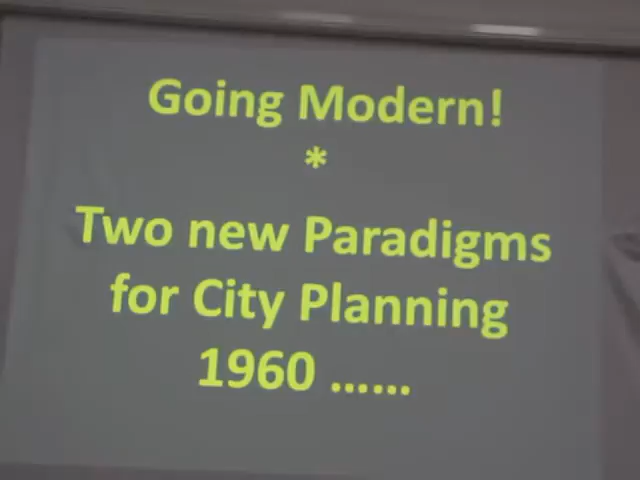 Going Modern!
*
Two new Paradigms
for City Planning
1960 ......